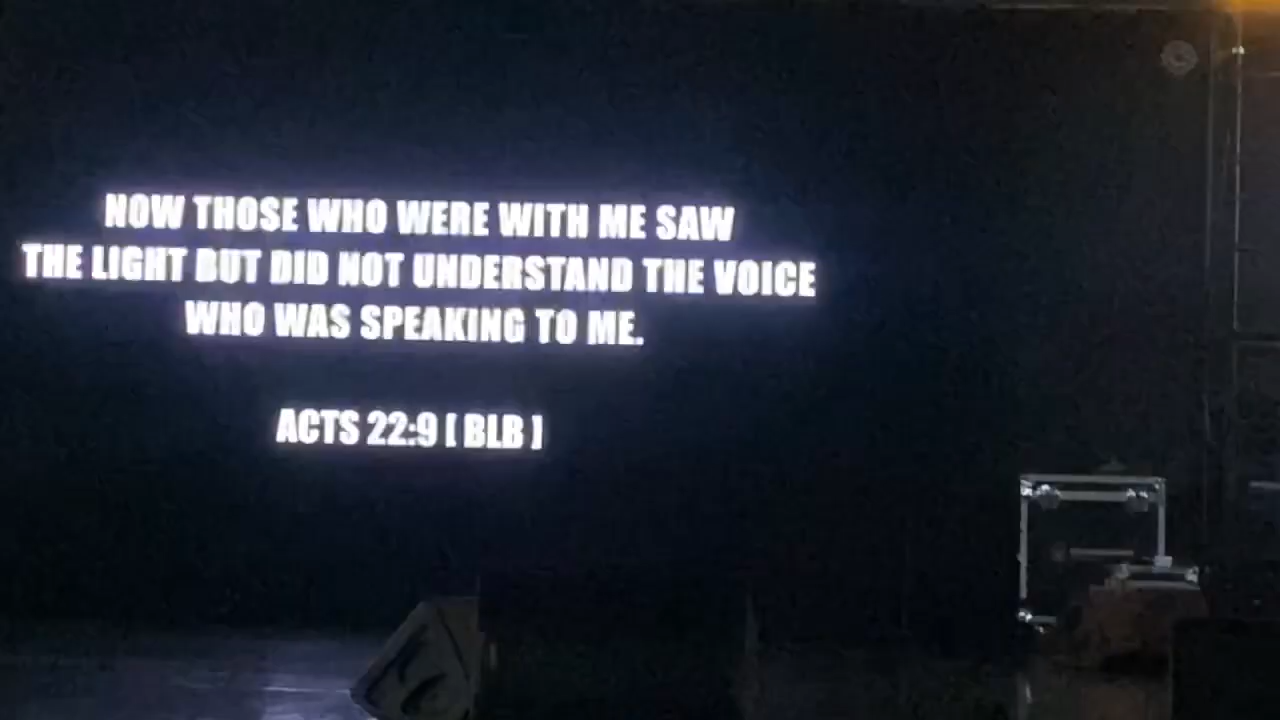 NOW THOSE WHO WERE WITH ME SAW
THE LIGHT BUT DID NOT UNDERSTAND THE VOICE
WHO WAS SPEAKING TO ME.
ACTS 22:9 [ BLB ]